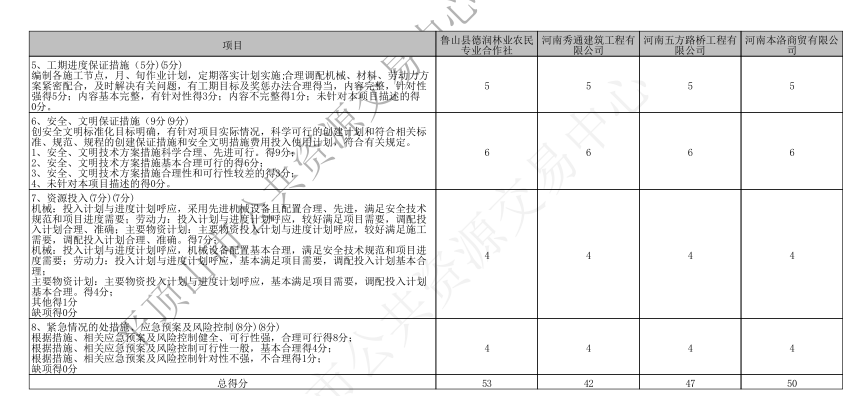 项目 鲁山县德润林业农民专业合作社 河南秀通建筑工程有限公司 河南五方路桥工程有限公司 河南本洛商贸有限公司
5、工期进度保证措施（5分)(5分)
编制各施工节点，月、旬作业计划，定期落实计划实施;合理调配机械、材料、劳动力方
案紧密配合，及时解决有关问题，有工期目标及奖惩办法合理得当，内容完整，针对性
强得5分；内容基本完整，有针对性得3分；内容不完整得1分；未针对本项目描述的得
0分。
5 5 5 5
6、安全、文明保证措施（9分(9分)
创安全文明标准化目标明确，有针对项目实际情况，科学可行的创建计划和符合相关标
准、规范、规程的创建保证措施和安全文明措施费用投入使用计划，符合有关规定。
1、安全、文明技术方案措施科学合理、先进可行。得9分；
2、安全、文明技术方案措施基本合理可行的得6分；
3、安全、文明技术方案措施合理性和可行性较差的得3分；
4、未针对本项目描述的得0分。
6 6 6 6
7、资源投入(7分)(7分)
机械：投入计划与进度计划呼应，采用先进机械设备且配置合理、先进，满足安全技术
规范和项目进度需要；劳动力：投入计划与进度计划呼应，较好满足项目需要，调配投
入计划合理、准确；主要物资计划：主要物资投入计划与进度计划呼应，较好满足施工
需要，调配投入计划合理、准确。得7分；
机械：投入计划与进度计划呼应，机械设备配置基本合理，满足安全技术规范和项目进
度需要；劳动力：投入计划与进度计划呼应，基本满足项目需要，调配投入计划基本合
理；
主要物资计划：主要物资投入计划与进度计划呼应，基本满足项目需要，调配投入计划
基本合理。得4分；
其他得1分
缺项得0分
4 4 4 4
8、紧急情况的处措施、应急预案及风险控制(8分)(8分)
根据措施、相关应急预案及风险控制健全、可行性强，合理可行得8分；
根据措施、相关应急预案及风险控制可行性一般，基本合理得4分；
根据措施、相关应急预案及风险控制针对性不强，不合理得1分；
缺项得0分
4 4 4 4
总得分 53 42 47 50
平顶山市公共资源交易中心
市公共资源交易中心